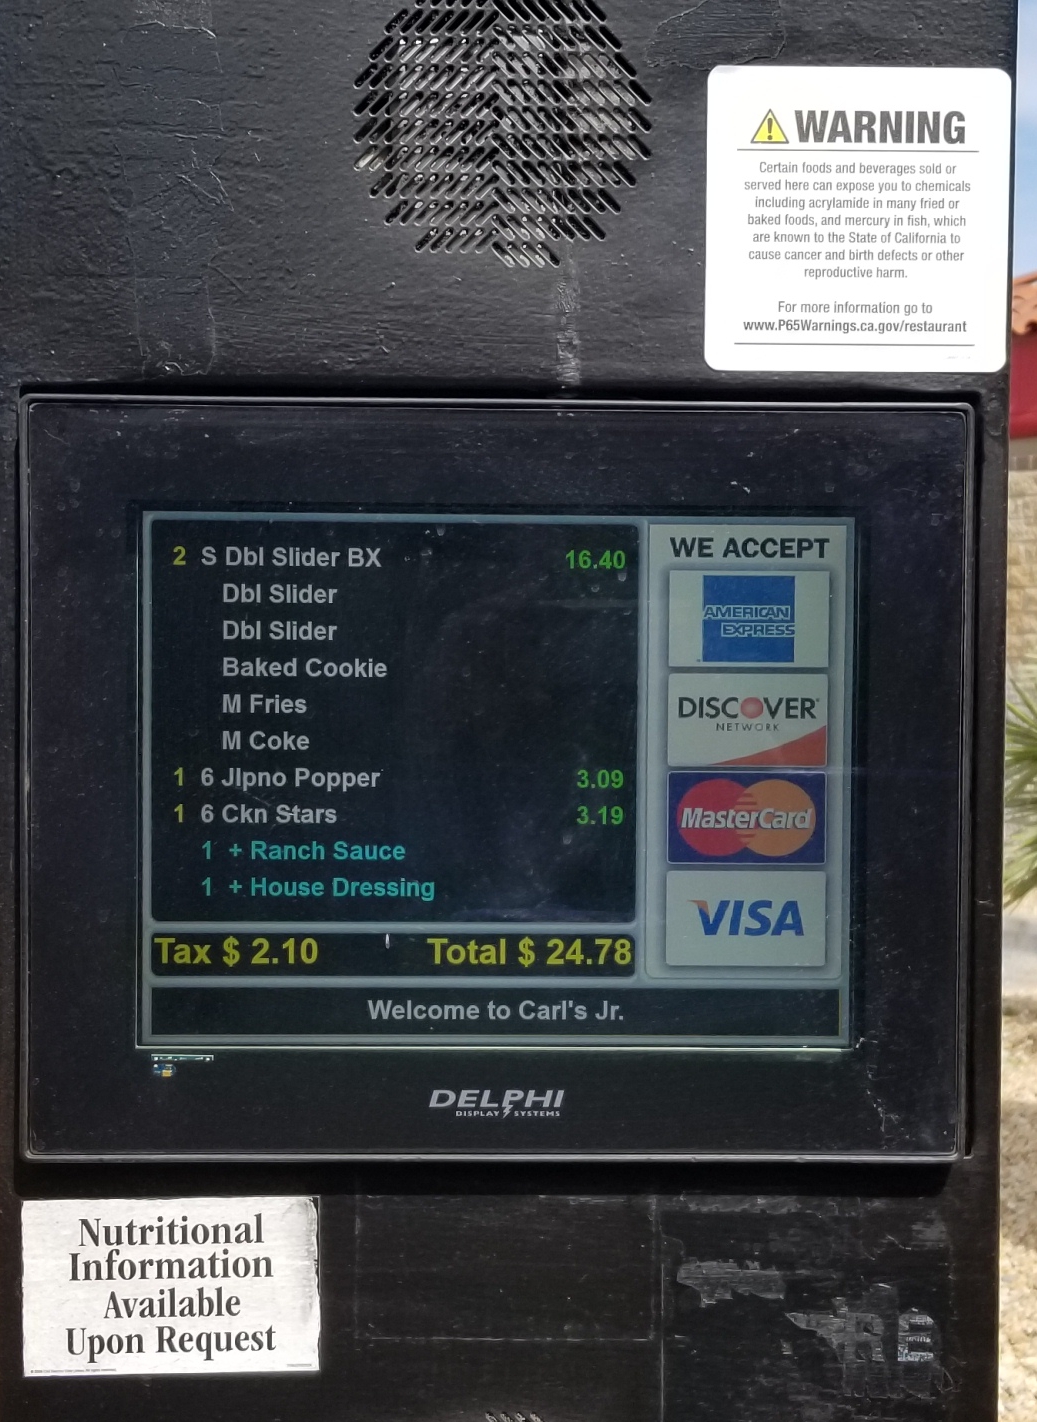 WARNING
Certain foods and beverages sold or
served here can expose you to chemicals
including acrylamide in many fried or
baked foods, and mercury in fish, which
are known to the State of California to
cause cancer and birth defects or other
reproductive harm.
For more information go to
www.P65Warnings.ca.gov/restaurant
2 S Dbl Slider BX 16.40
Dbl Slider
Dbl Slider
Baked Cookie
M Fries
M Coke
1 6 Jlpno Popper 3.09
1 6 Ckn Stars 3.19
1 + Ranch Sauce
1 + House Dressing
Tax $ 2.10 Total $ 24.78
Welcome to Carl's Jr.
WE ACCEPT
AMERICAN
EXPRESS
DISCOVER
NETWORK
MasterCard
VISA
DELPHI
DISPLAY SYSTEMS
Nutritional
Information
Available
Upon Request